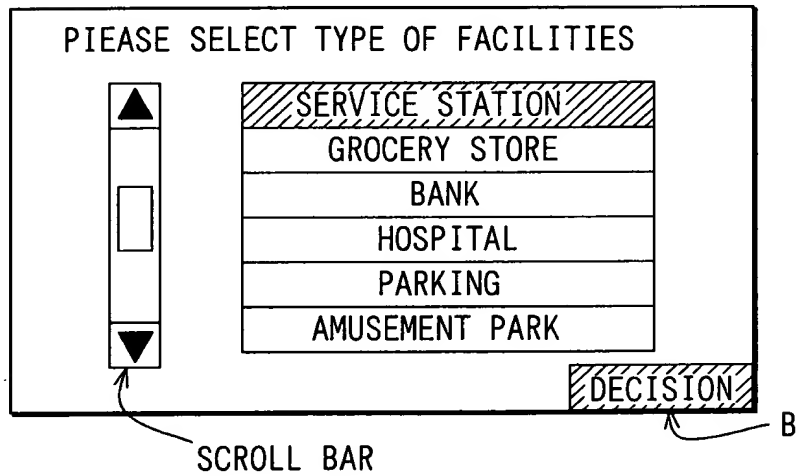 PIEASE SELECT TYPE OF FACILITIES
SERVICE STATION
GROCERY STORE
BANK
HOSPITAL
PARKING
AMUSEMENT PARK
DECISION
B
SCROLL BAR